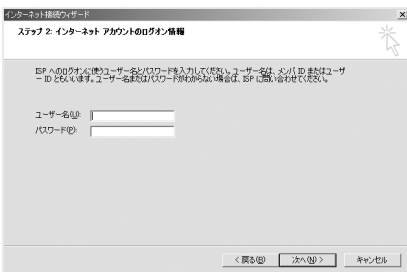 インターネット接続ウィザード
ステップ 2: インターネット アカウントのログオン情報
ISP へのログオンに使うユーザー名とパスワードを入力してください。ユーザー名は、メンバ ID またはユーザ
ー ID ともいいます。ユーザー名またはパスワードがわからない場合は、ISP に問い合わせてください。
ユーザー名(U):
パスワード(P):
< 戻る(B) 次へ(N) > キャンセル